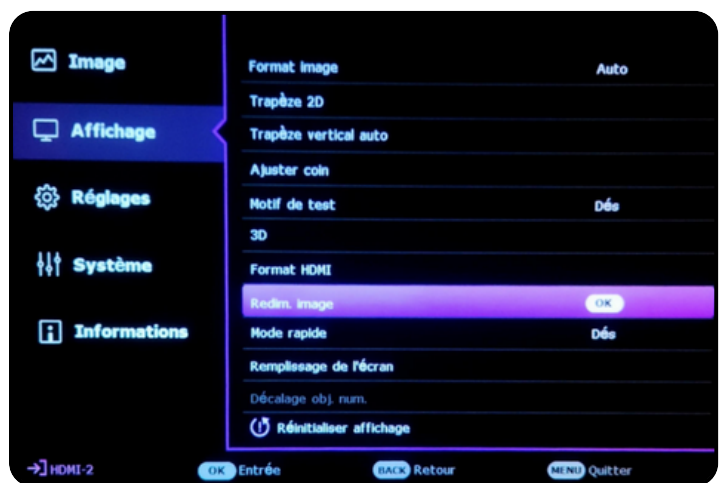 Image
Affichage
Réglages
Système
Informations
Format image Auto
Trapèze 2D
Trapèze vertical auto
Ajuster coin
Motif de test Dés
3D
Format HDMI
Redim. image OK
Mode rapide Dés
Remplissage de l'écran
Décalage obj. num.
Réinitialiser affichage
HDMI-2 OK Entrée BACK Retour MENU Quitter